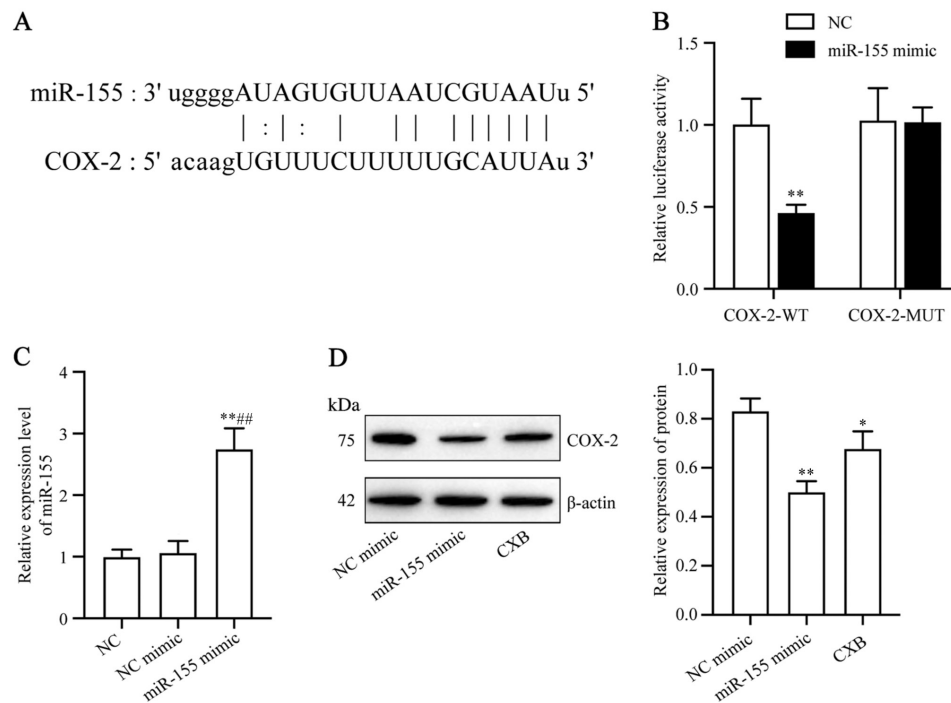 A
miR-155 : 3' uggggAUAGUGUUAAUCGUAAUu 5'
| : | : | | | | | | | | |
COX-2 : 5' acaagUGUUUCUUUUUGCAUUAu 3'
B
NC
miR-155 mimic
Relative luciferase activity
1.5
1.0
0.5
0.0
**
COX-2-WT
COX-2-MUT
C
Relative expression level
of miR-155
4
3
2
1
0
**##
NC
NC mimic
miR-155 mimic
D
kDa
75
COX-2
42
β-actin
NC mimic
miR-155 mimic
CXB
Relative expression of protein
1.0
0.8
0.6
0.4
0.2
0.0
**
*
NC mimic
miR-155 mimic
CXB